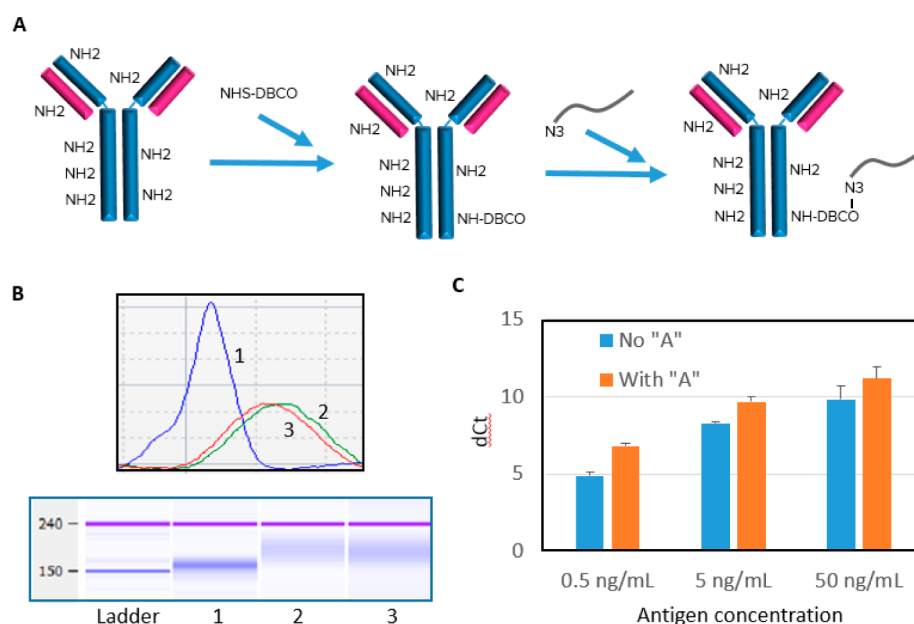 A
NH2 NH2
NH2
NH2 NH2
NH2
NH2 NH2
NHS-DBCO
NH2 NH2
NH2
NH2 NH2
NH2
NH2 NH-DBCO
N3
NH2 NH2
NH2
NH2 NH2
NH2
NH2 NH-DBCO
N3
B
1
2
3
240
150
Ladder 1 2 3
C
15
10
5
0
dCt
No "A"
With "A"
0.5 ng/mL 5 ng/mL 50 ng/mL
Antigen concentration